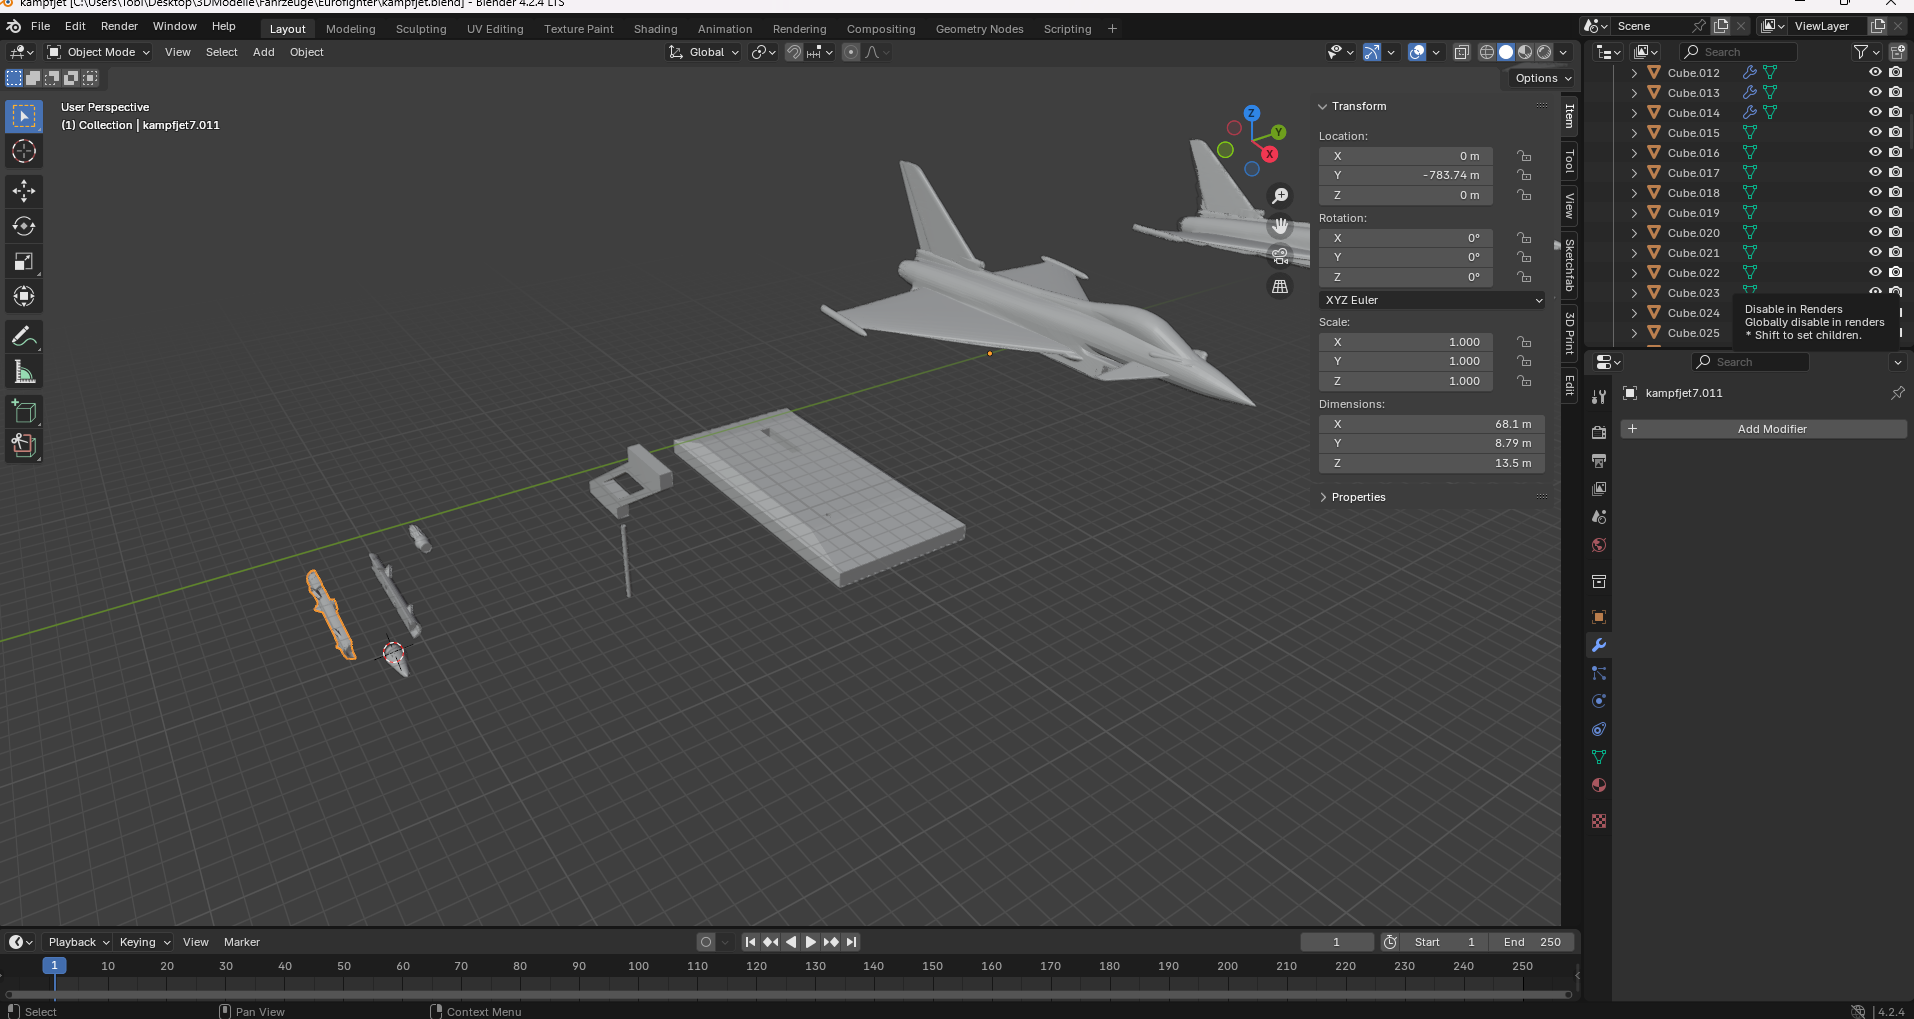 kampfjet [C:\Users\Tobi\Desktop\3DModelle\Fahrzeuge\Eurofighter\kampfjet.blend] - Blender 4.2.4 LTS
File Edit Render Window Help Layout Modeling Sculpting UV Editing Texture Paint Shading Animation Rendering Compositing Geometry Nodes Scripting + Scene ViewLayer
Object Mode View Select Add Object Global Search
Options
User Perspective
(1) Collection | kampfjet7.011
Z
Y
X
Transform
Location:
X 0 m
Y -783.74 m
Z 0 m
Rotation:
X 0°
Y 0°
Z 0°
XYZ Euler
Scale:
X 1.000
Y 1.000
Z 1.000
Dimensions:
X 68.1 m
Y 8.79 m
Z 13.5 m
Properties
Item
Tool
View
Sketchfab
3D Print
Edit
Cube.012
Cube.013
Cube.014
Cube.015
Cube.016
Cube.017
Cube.018
Cube.019
Cube.020
Cube.021
Cube.022
Cube.023
Cube.024
Cube.025
Disable in Renders
Globally disable in renders
* Shift to set children.
Search
kampfjet7.011
+ Add Modifier
Playback Keying View Marker 1 Start 1 End 250
1 10 20 30 40 50 60 70 80 90 100 110 120 130 140 150 160 170 180 190 200 210 220 230 240 250
Select Pan View Context Menu 4.2.4